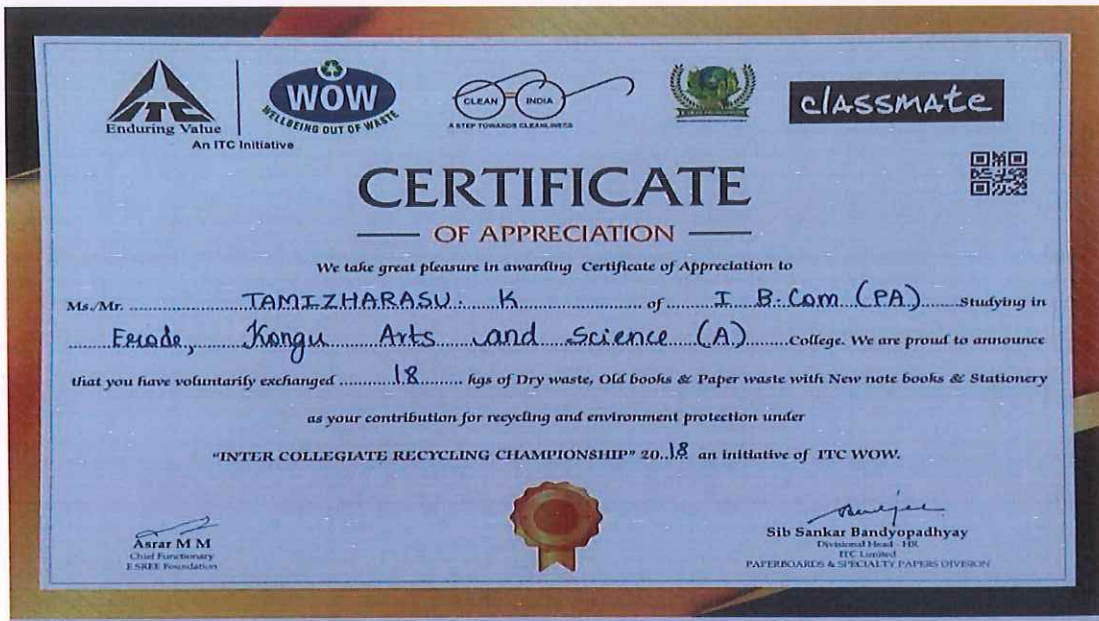 ITC
Enduring Value
An ITC Initiative
WOW
WELLBEING OUT OF WASTE
CLEAN INDIA
A STEP TOWARDS CLEANLINESS
classmate
CERTIFICATE
OF APPRECIATION
We take great pleasure in awarding Certificate of Appreciation to
Ms./Mr. TAMIZHARASU. K of I B.Com (PA) Studying in
Erode, Kongu Arts and Science (A) College. We are proud to announce
that you have voluntarily exchanged 18 kgs of Dry waste, Old books & Paper waste with New note books & Stationery
as your contribution for recycling and environment protection under
"INTER COLLEGIATE RECYCLING CHAMPIONSHIP" 20..18 an initiative of ITC WOW.
Asrar M M
Chief Functionary
E SREE Foundation
Sib Sankar Bandyopadhyay
Divisional Head - HR
ITC Limited
PAPERBOARDS & SPECIALTY PAPERS DIVISION